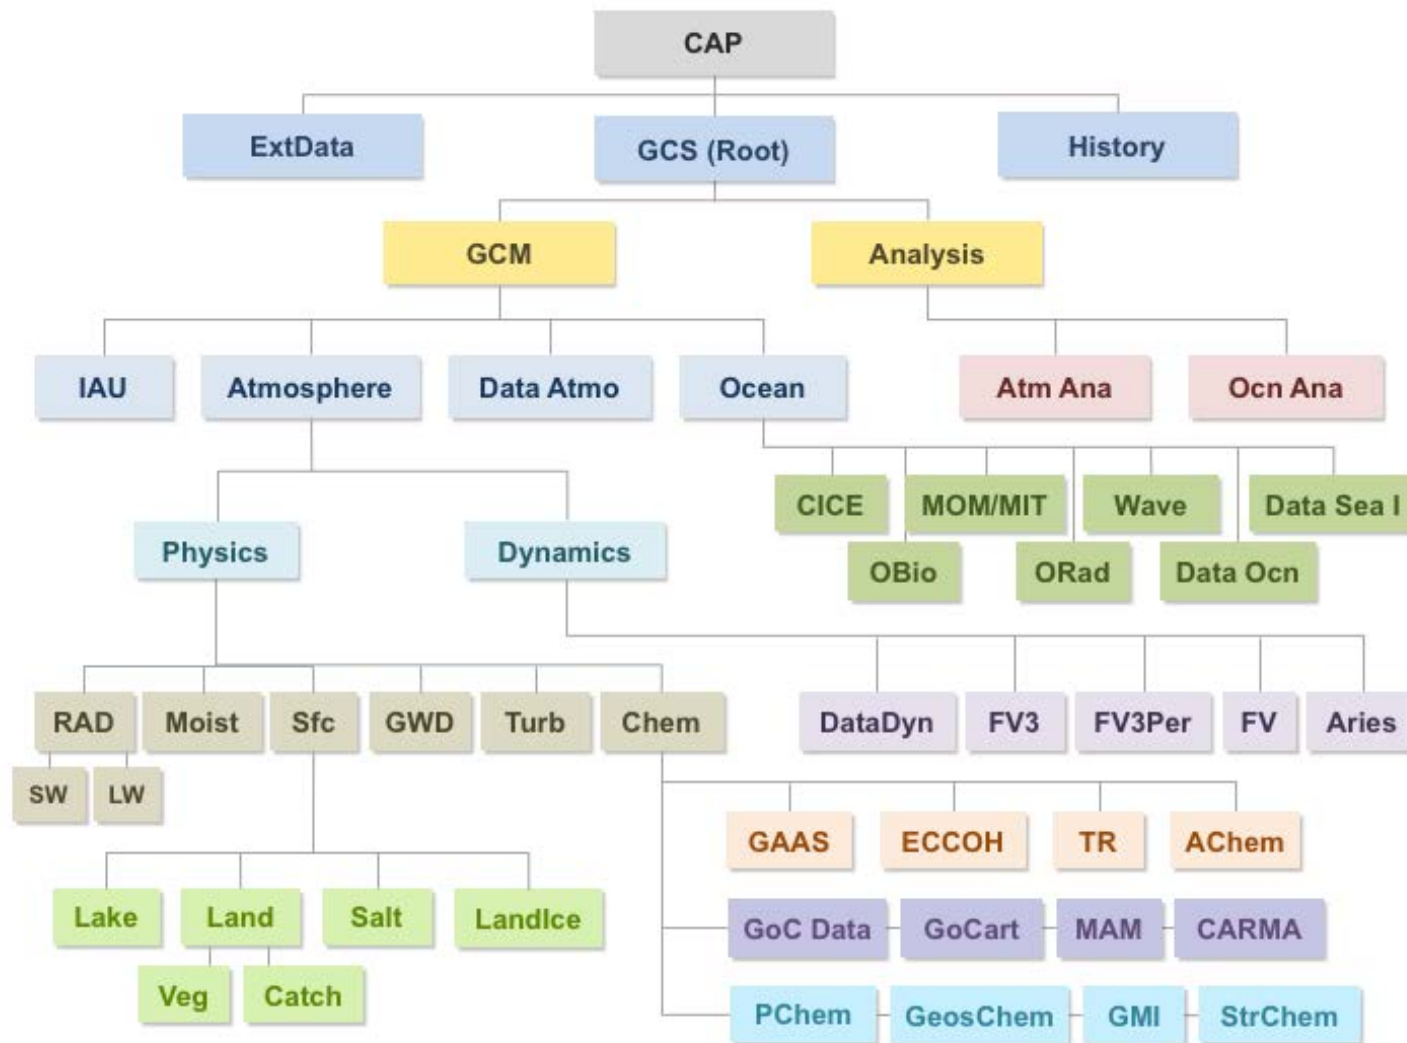 CAP
ExtData
GCS (Root)
History
GCM
Analysis
IAU
Atmosphere
Data Atmo
Ocean
Atm Ana
Ocn Ana
CICE
MOM/MIT
Wave
Data Sea I
OBio
ORad
Data Ocn
Physics
Dynamics
RAD
Moist
Sfc
GWD
Turb
Chem
DataDyn
FV3
FV3Per
FV
Aries
SW
LW
GAAS
ECCOH
TR
AChem
Lake
Land
Salt
LandIce
GoC Data
GoCart
MAM
CARMA
Veg
Catch
PChem
GeosChem
GMI
StrChem